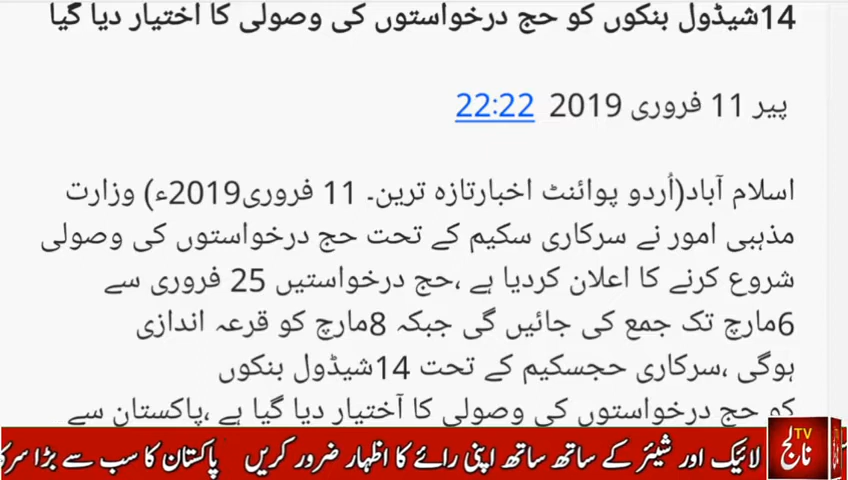 14شیڈول بنکوں کو حج درخواستوں کی وصولی کا اختیار دیا گیا
پیر 11 فروری 2019 22:22
اسلام آباد(اُردو پوائنٹ اخبارتازہ ترین۔ 11 فروری2019ء) وزارت
مذہبی امور نے سرکاری سکیم کے تحت حج درخواستوں کی وصولی
شروع کرنے کا اعلان کردیا ہے ،حج درخواستیں 25 فروری سے
6مارچ تک جمع کی جائیں گی جبکہ 8مارچ کو قرعہ اندازی
ہوگی ،سرکاری حجسکیم کے تحت 14شیڈول بنکوں
کو حج درخواستوں کی وصولی کا آختیار دیا گیا ہے ،پاکستان سے
لائیک اور شیئر کے ساتھ ساتھ اپنی رائے کا اظہار ضرور کریں پاکستان کا سب سے بڑا
TV
نالج